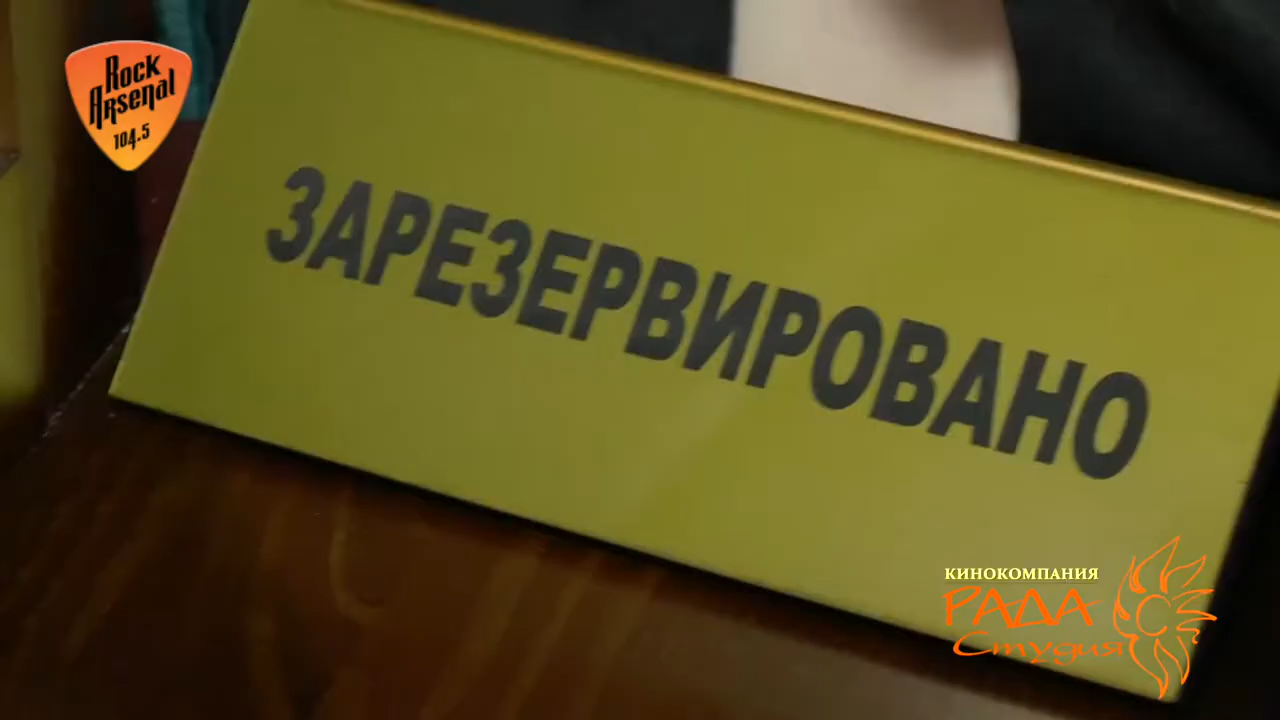 Rock
Arsenal
104.5
ЗАРЕЗЕРВИРОВАНО
КИНОКОМПАНИЯ
РАДА
Студия